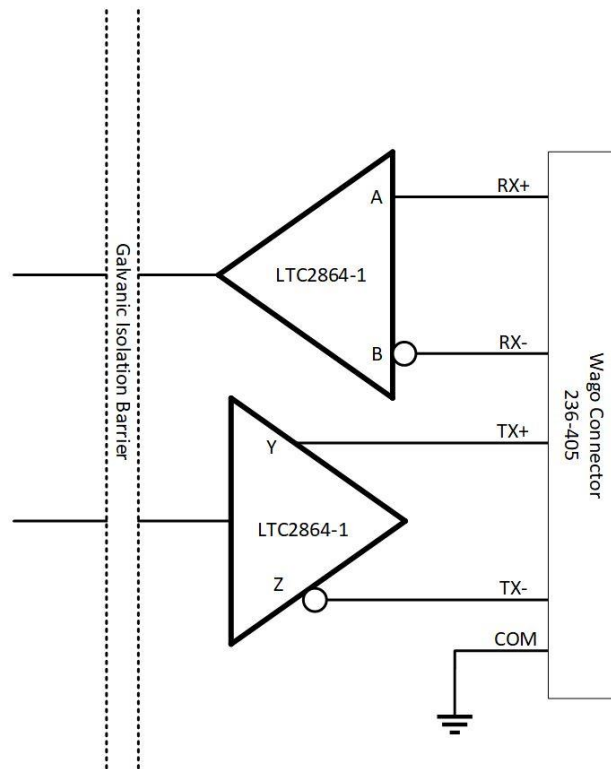 A
RX+
LTC2864-1
B
RX-
Galvanic Isolation Barrier
Wago Connector
236-405
Y
TX+
LTC2864-1
Z
TX-
COM